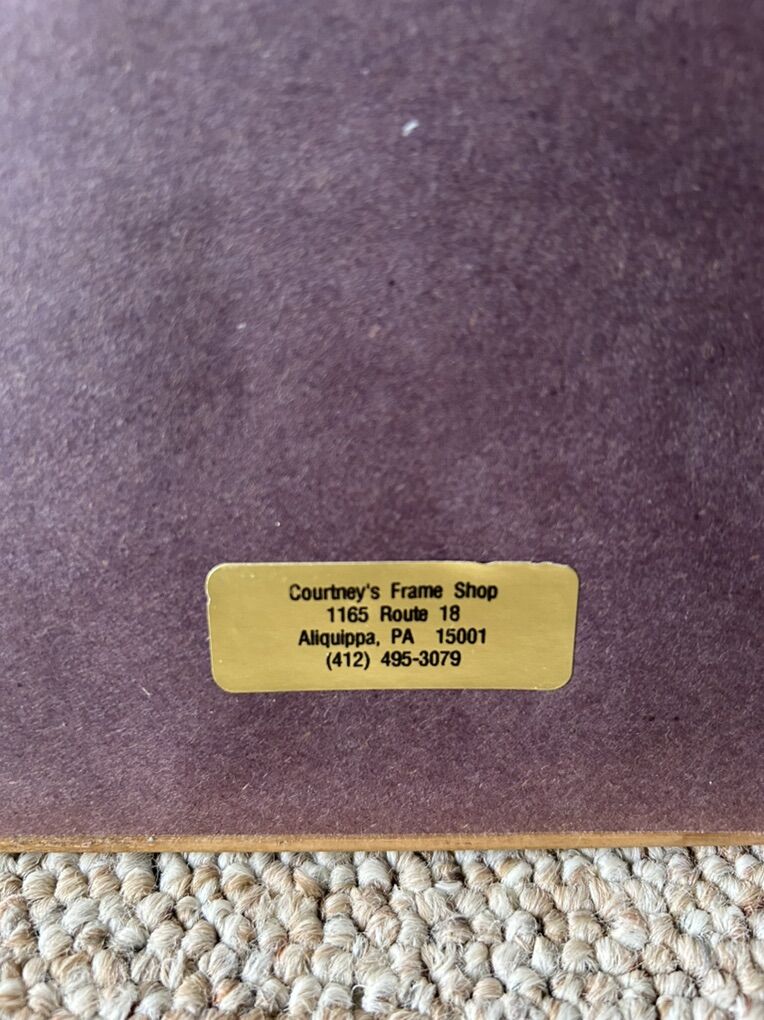 Courtney's Frame Shop
1165 Route 18
Aliquippa, PA 15001
(412) 495-3079